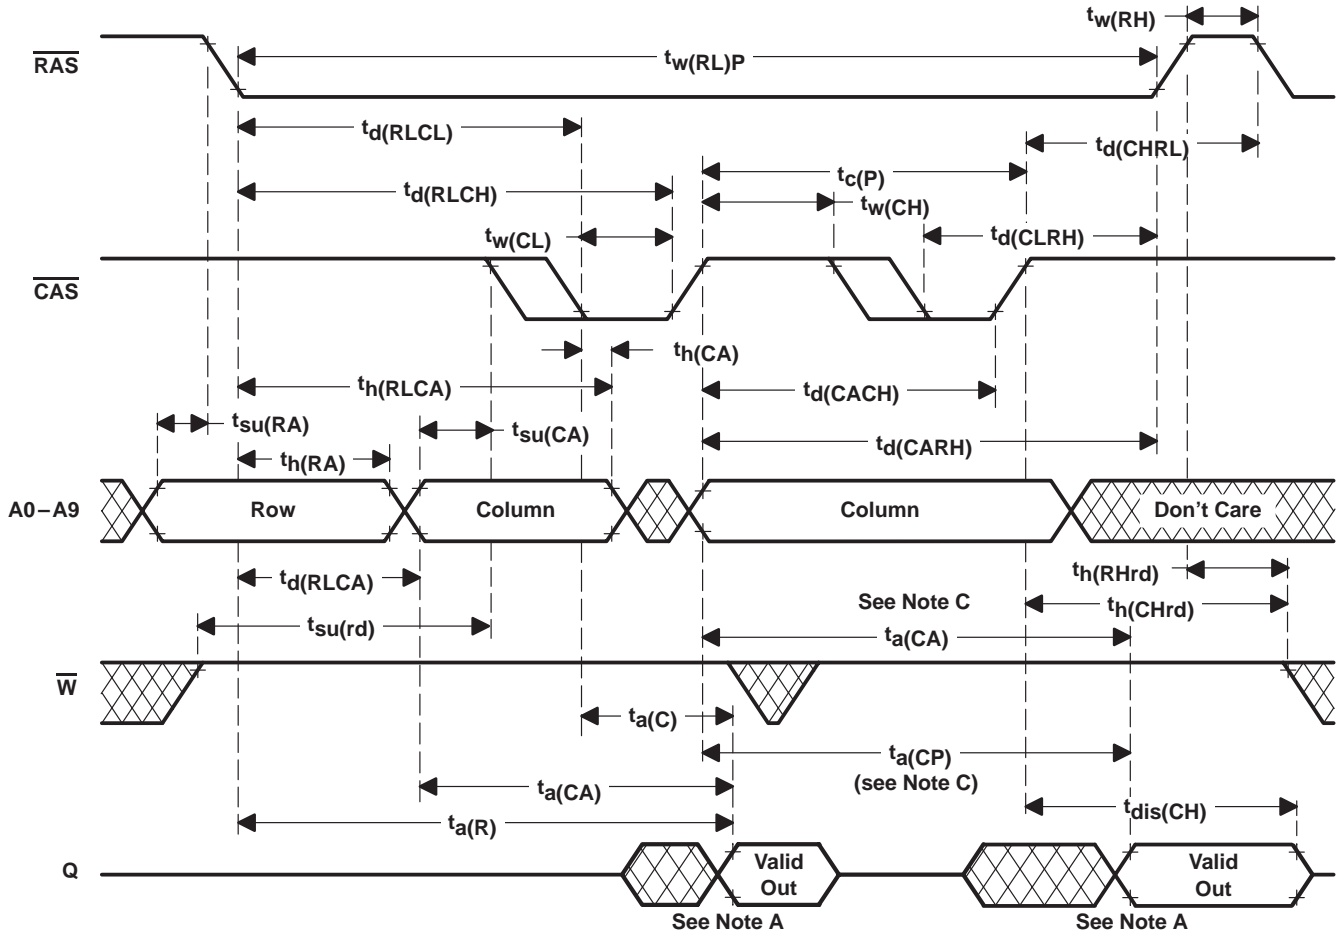 tw(RH)
RAS
tw(RL)P
td(RLCL)
td(CHRL)
tc(P)
td(RLCH)
tw(CH)
tw(CL)
td(CLRH)
CAS
th(CA)
th(RLCA)
td(CACH)
tsu(RA)
tsu(CA)
td(CARH)
th(RA)
A0–A9
Row
Column
Column
Don't Care
th(RHrd)
td(RLCA)
See Note C
th(CHrd)
tsu(rd)
ta(CA)
W
ta(C)
ta(CP)
(see Note C)
ta(CA)
tdis(CH)
ta(R)
Q
Valid
Out
Valid
Out
See Note A
See Note A